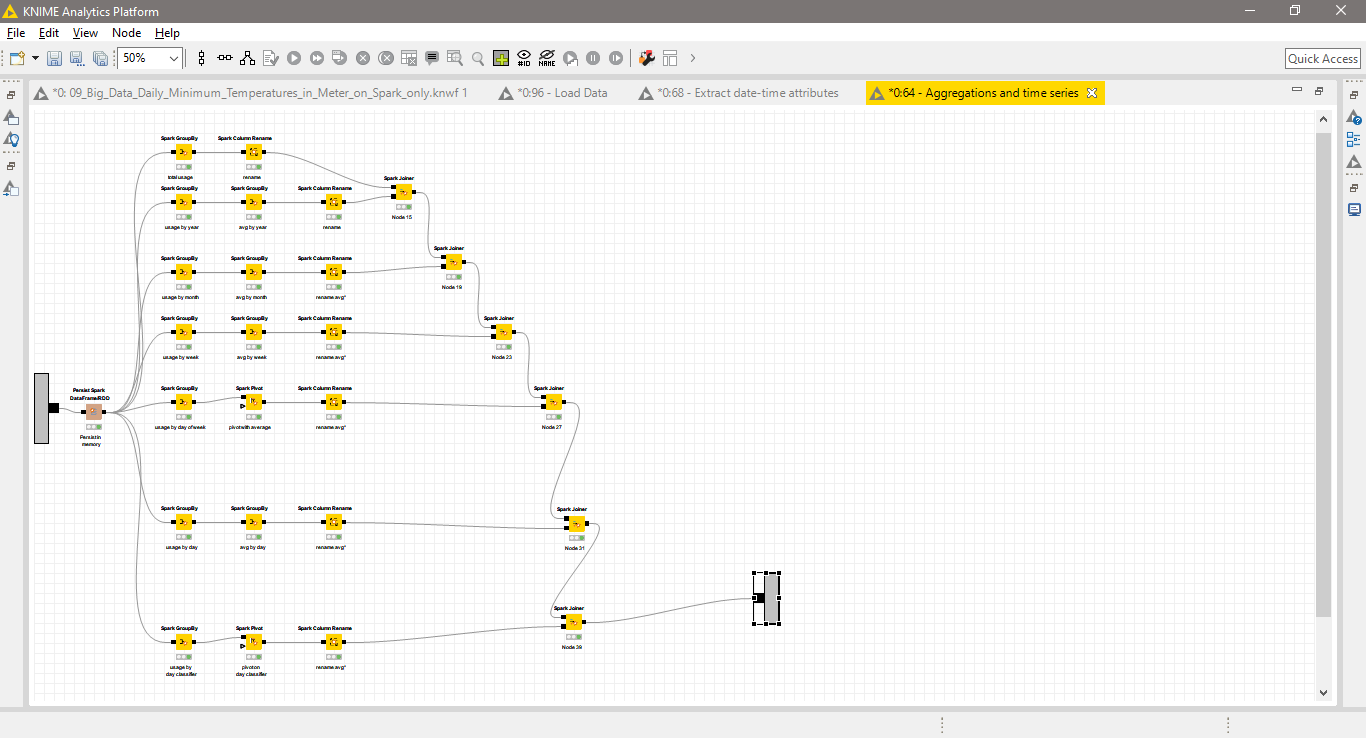 KNIME Analytics Platform
File Edit View Node Help
50%
#ID
NAME
Quick Access
*0: 09_Big_Data_Daily_Minimum_Temperatures_in_Meter_on_Spark_only.knwf 1
*0:96 - Load Data
*0:68 - Extract date-time attributes
*0:64 - Aggregations and time series
Spark GroupBy Spark Column Rename
total usage rename
Spark Joiner
Node 15
Spark GroupBy Spark GroupBy Spark Column Rename
usage by year avg by year rename
Spark Joiner
Node 19
Spark GroupBy Spark GroupBy Spark Column Rename
usage by month avg by month rename avg*
Spark Joiner
Node 23
Spark GroupBy Spark GroupBy Spark Column Rename
usage by week avg by week rename avg*
Spark Joiner
Node 27
Persist Spark
DataFrame/RDD
Persist in
memory
Spark GroupBy Spark Pivot Spark Column Rename
usage by day of week pivot with average rename avg*
Spark Joiner
Node 31
Spark GroupBy Spark GroupBy Spark Column Rename
usage by day avg by day rename avg*
Spark Joiner
Node 39
Spark GroupBy Spark Pivot Spark Column Rename
usage by
day classifier
pivot on
day classifier
rename avg*